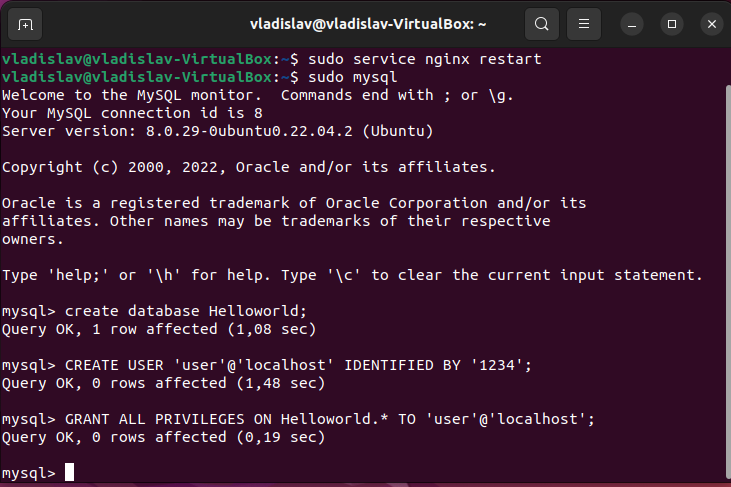 vladislav@vladislav-VirtualBox: ~
vladislav@vladislav-VirtualBox:~$ sudo service nginx restart
vladislav@vladislav-VirtualBox:~$ sudo mysql
Welcome to the MySQL monitor.  Commands end with ; or \g.
Your MySQL connection id is 8
Server version: 8.0.29-0ubuntu0.22.04.2 (Ubuntu)
Copyright (c) 2000, 2022, Oracle and/or its affiliates.
Oracle is a registered trademark of Oracle Corporation and/or its
affiliates. Other names may be trademarks of their respective
owners.
Type 'help;' or '\h' for help. Type '\c' to clear the current input statement.
mysql> create database Helloworld;
Query OK, 1 row affected (1,08 sec)
mysql> CREATE USER 'user'@'localhost' IDENTIFIED BY '1234';
Query OK, 0 rows affected (1,48 sec)
mysql> GRANT ALL PRIVILEGES ON Helloworld.* TO 'user'@'localhost';
Query OK, 0 rows affected (0,19 sec)
mysql>